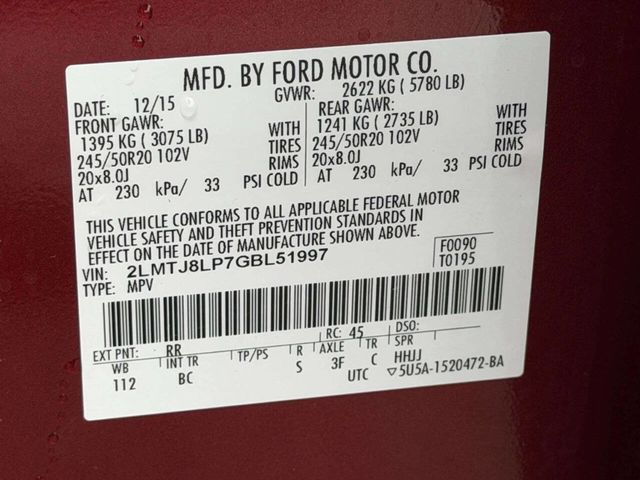 MFD. BY FORD MOTOR CO.
DATE: 12/15 GVWR: 2622 KG ( 5780 LB)
FRONT GAWR: REAR GAWR:
1395 KG ( 3075 LB) WITH 1241 KG ( 2735 LB) WITH
245/50R20 102V TIRES 245/50R20 102V TIRES
20x8.0J RIMS 20x8.0J RIMS
AT 230 kPa/ 33 PSI COLD AT 230 kPa/ 33 PSI COLD
THIS VEHICLE CONFORMS TO ALL APPLICABLE FEDERAL MOTOR
VEHICLE SAFETY AND THEFT PREVENTION STANDARDS IN
EFFECT ON THE DATE OF MANUFACTURE SHOWN ABOVE.
VIN: 2LMTJ8LP7GBL51997 F0090
TYPE: MPV T0195
EXT PNT: RR RC: 45 DSO:
WB INT TR TP/PS R AXLE TR SPR
112 BC S 3F C HHJJ
UTC ▽5U5A-1520472-BA